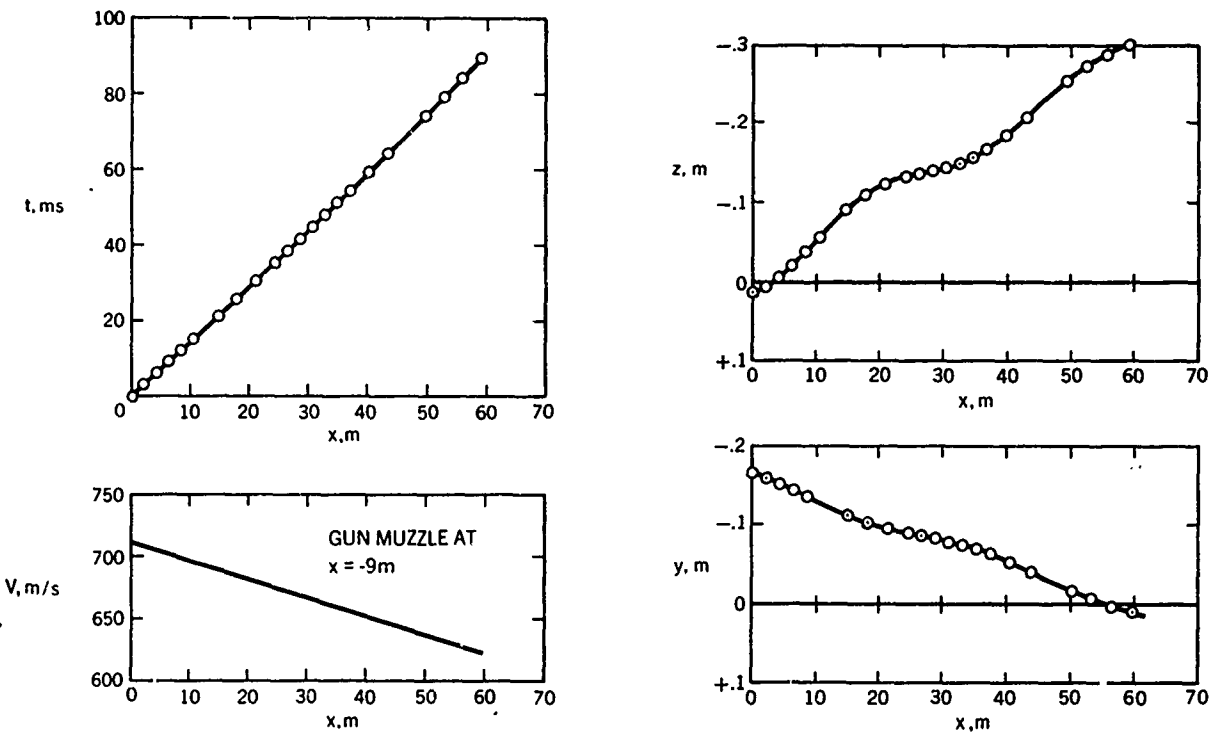 100
80
60
40
20
0
t, ms
10 20 30 40 50 60 70
x, m
750
700
650
600
V, m/s
GUN MUZZLE AT
x = -9m
0 10 20 30 40 50 60 70
x, m
-.3
-.2
-.1
0
+.1
z, m
0 10 20 30 40 50 60 70
x, m
-.2
-.1
0
+.1
y, m
0 10 20 30 40 50 60 70
x, m